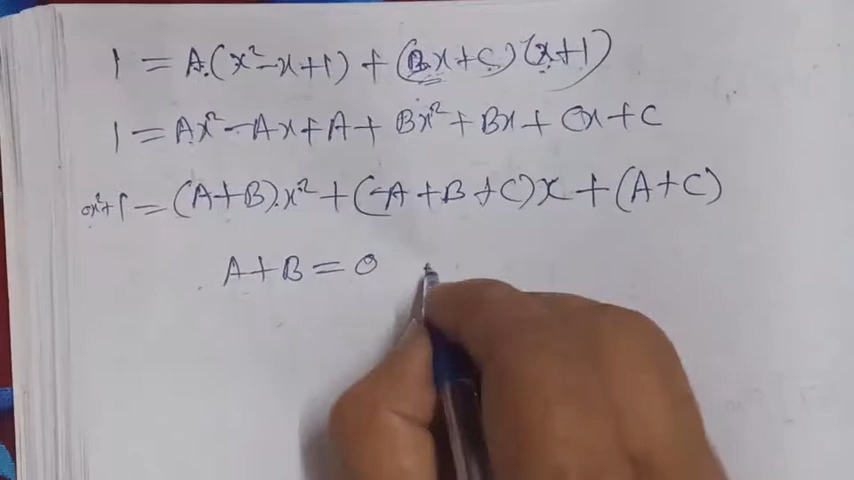 1 = A(x²-x+1) + (Bx+C)(x+1)
1 = Ax²-Ax+A+ Bx²+Bx+Cx+C
0x²+1 = (A+B)x²+(-A+B+C)x+(A+C)
A+B=0